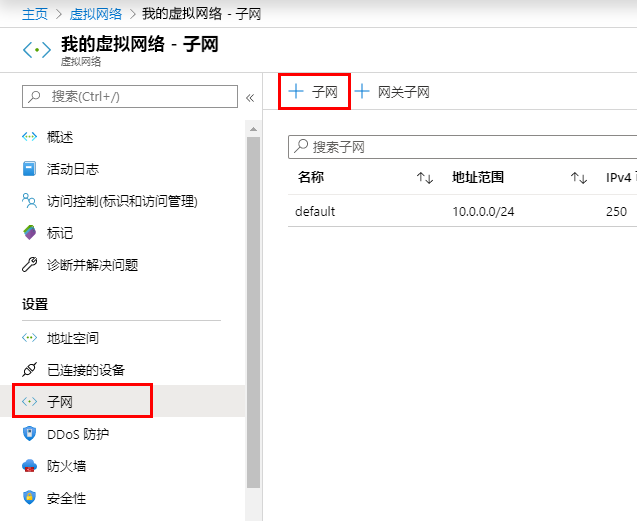 主页 > 虚拟网络 > 我的虚拟网络 - 子网
我的虚拟网络 - 子网
虚拟网络
搜索(Ctrl+/)
«
概述
活动日志
访问控制(标识和访问管理)
标记
诊断并解决问题
设置
地址空间
已连接的设备
子网
DDoS 防护
防火墙
安全性
+ 子网 + 网关子网
搜索子网
名称 ↑↓ 地址范围 ↑↓ IPv4
default 10.0.0.0/24 250